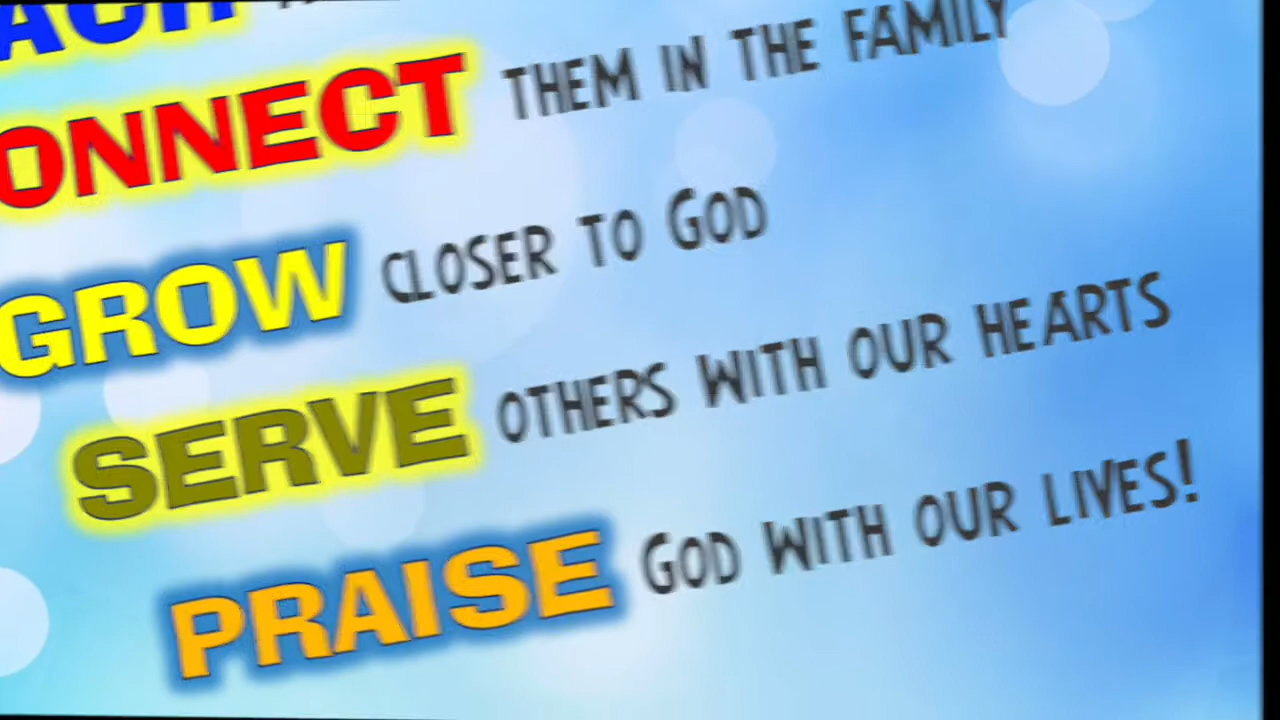 ACH
ONNECT THEM IN THE FAMILY
GROW CLOSER TO GOD
SERVE OTHERS WITH OUR HEARTS
PRAISE GOD WITH OUR LIVES!